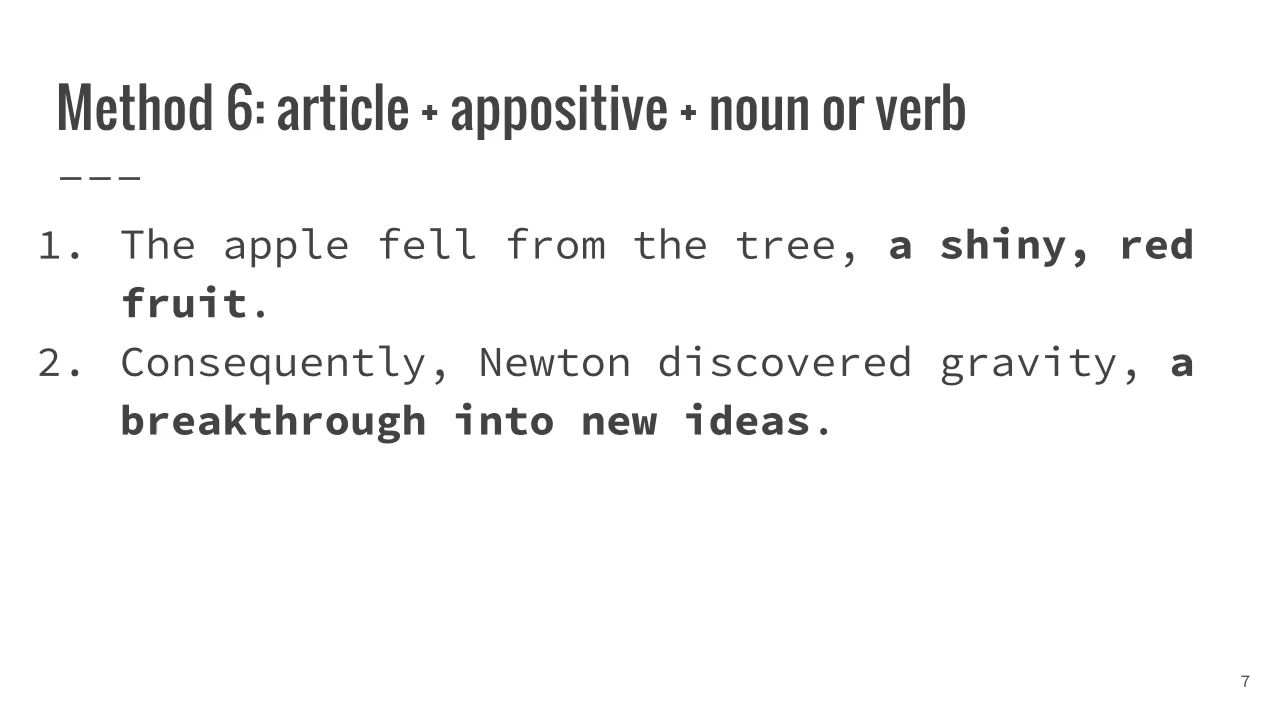 Method 6: article + appositive + noun or verb
1. The apple fell from the tree, a shiny, red
fruit.
2. Consequently, Newton discovered gravity, a
breakthrough into new ideas.
7